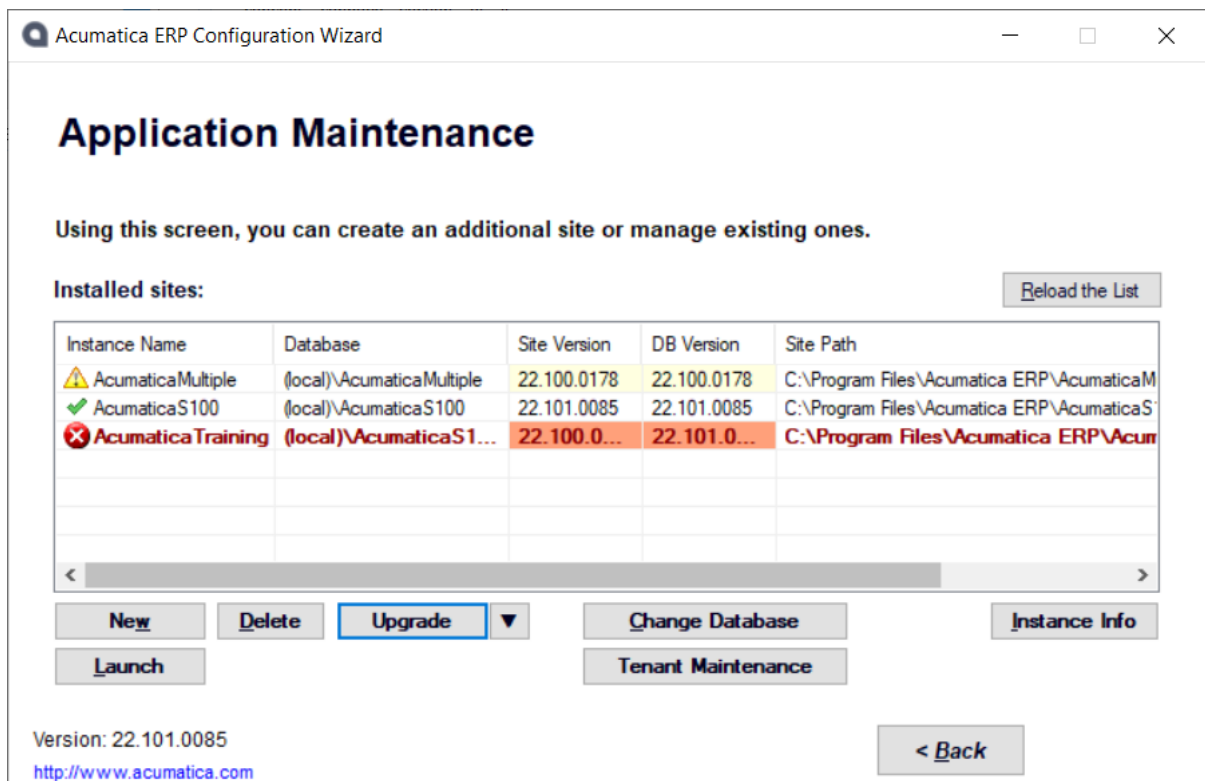 Acumatica ERP Configuration Wizard
Application Maintenance
Using this screen, you can create an additional site or manage existing ones.
Installed sites:
Reload the List
Instance Name Database Site Version DB Version Site Path
AcumaticaMultiple (local)\AcumaticaMultiple 22.100.0178 22.100.0178 C:\Program Files\Acumatica ERP\AcumaticaM
AcumaticaS100 (local)\AcumaticaS100 22.101.0085 22.101.0085 C:\Program Files\Acumatica ERP\AcumaticaS
AcumaticaTraining (local)\AcumaticaS1... 22.100.0... 22.101.0... C:\Program Files\Acumatica ERP\Acum
New Delete Upgrade Change Database Instance Info
Launch Tenant Maintenance
Version: 22.101.0085
< Back
http://www.acumatica.com